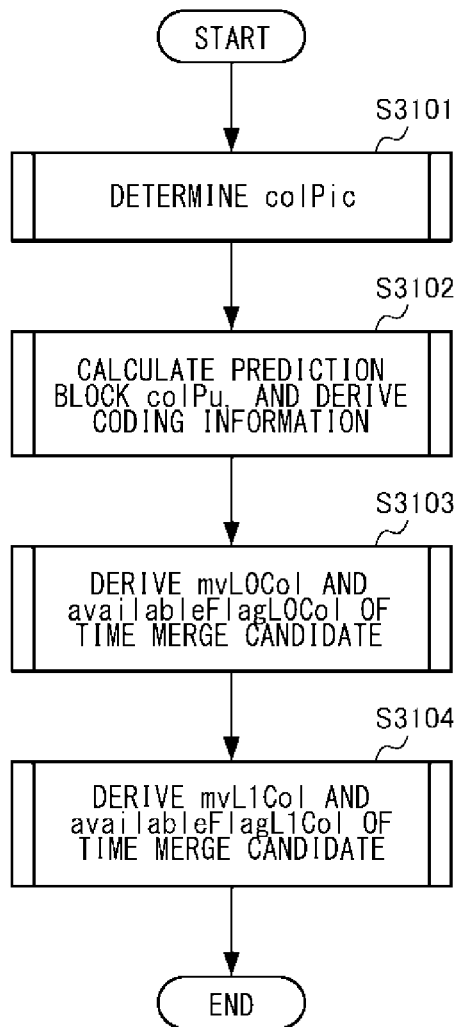 START
S3101
DETERMINE colPic
S3102
CALCULATE PREDICTION
BLOCK colPu, AND DERIVE
CODING INFORMATION
S3103
DERIVE mvL0Col AND
availableFlagL0Col OF
TIME MERGE CANDIDATE
S3104
DERIVE mvL1Col AND
availableFlagL1Col OF
TIME MERGE CANDIDATE
END